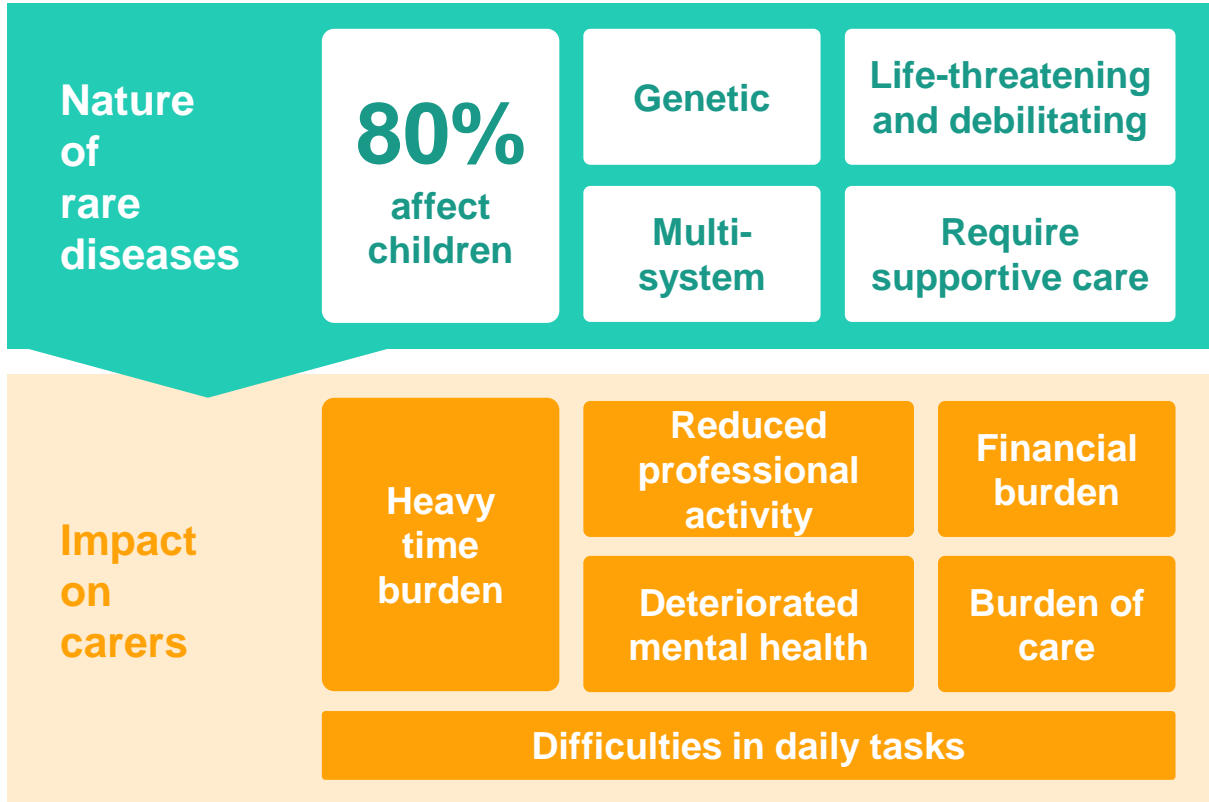 Nature
of
rare
diseases
80%
affect
children
Genetic
Life-threatening
and debilitating
Multi-
system
Require
supportive care
Impact
on
carers
Heavy
time
burden
Reduced
professional
activity
Financial
burden
Deteriorated
mental health
Burden of
care
Difficulties in daily tasks